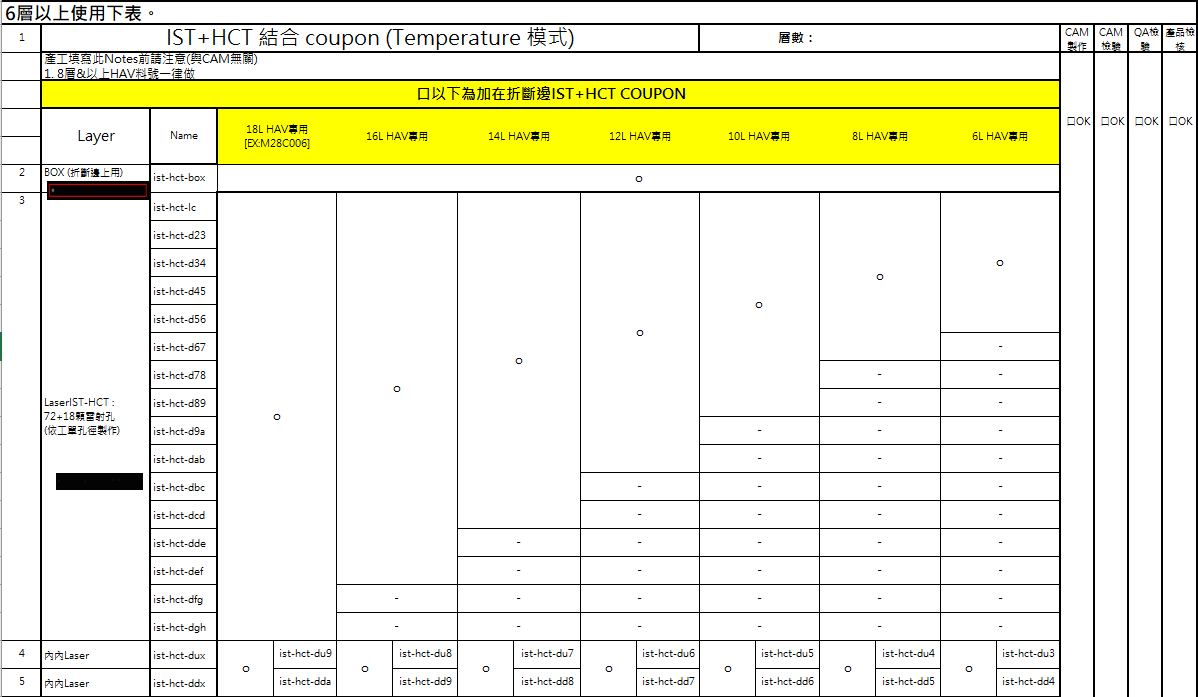 6層以上使用下表。
1 IST+HCT 結合 coupon (Temperature 模式) 層數： CAM製作 CAM檢驗 QA檢驗 產品檢核
產工填寫此Notes前請注意(與CAM無關)
1. 8層&以上HAV料號一律做
口以下為加在折斷邊IST+HCT COUPON
Layer Name 18L HAV專用 [EX:M28C006] 16L HAV專用 14L HAV專用 12L HAV專用 10L HAV專用 8L HAV專用 6L HAV專用 口OK 口OK 口OK 口OK
2 BOX (折斷邊上用) ist-hct-box o
3 ist-hct-lc
ist-hct-d23
ist-hct-d34 o
ist-hct-d45 o
ist-hct-d56 o
ist-hct-d67 o -
ist-hct-d78 o - -
ist-hct-d89 o - -
LaserIST-HCT：
72+18顆雷射孔
(依工單孔徑製作)
ist-hct-d9a o - - -
ist-hct-dab - - -
ist-hct-dbc - - - -
ist-hct-dcd - - - -
ist-hct-dde - - - - -
ist-hct-def - - - - -
ist-hct-dfg - - - - - -
ist-hct-dgh - - - - - -
4 內內Laser ist-hct-dux o ist-hct-du9 o ist-hct-du8 o ist-hct-du7 o ist-hct-du6 o ist-hct-du5 o ist-hct-du4 o ist-hct-du3
5 內內Laser ist-hct-ddx ist-hct-dda ist-hct-dd9 ist-hct-dd8 ist-hct-dd7 ist-hct-dd6 ist-hct-dd5 ist-hct-dd4